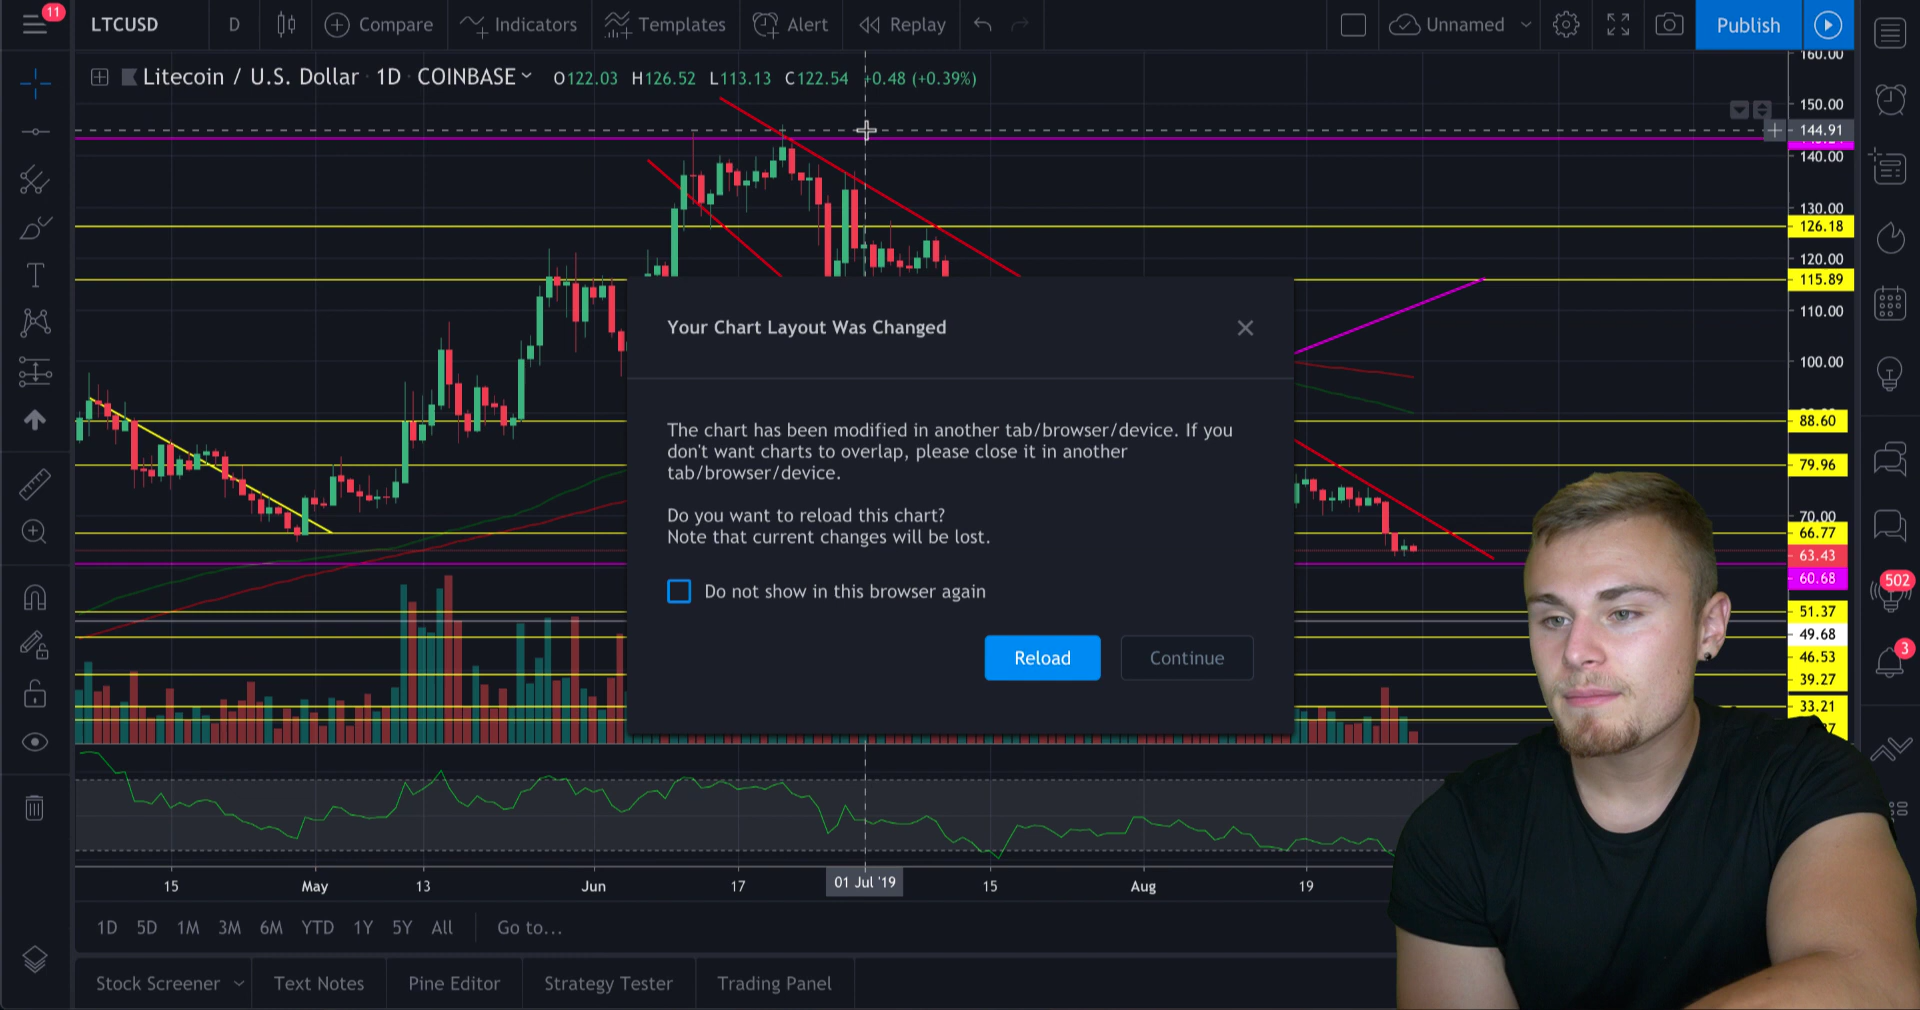 11
LTCUSD
D
Compare
Indicators
Templates
Alert
Replay
Unnamed
Publish
Litecoin / U.S. Dollar 1D COINBASE
O122.03 H126.52 L113.13 C122.54 +0.48 (+0.39%)
160.00
150.00
144.91
140.00
130.00
126.18
120.00
115.89
110.00
100.00
88.60
79.96
70.00
66.77
63.43
60.68
51.37
49.68
46.53
39.27
33.21
Your Chart Layout Was Changed
The chart has been modified in another tab/browser/device. If you
don't want charts to overlap, please close it in another
tab/browser/device.
Do you want to reload this chart?
Note that current changes will be lost.
Do not show in this browser again
Reload
Continue
502
3
15
May
13
Jun
17
01 Jul '19
15
Aug
19
1D 5D 1M 3M 6M YTD 1Y 5Y All
Go to...
Stock Screener
Text Notes
Pine Editor
Strategy Tester
Trading Panel